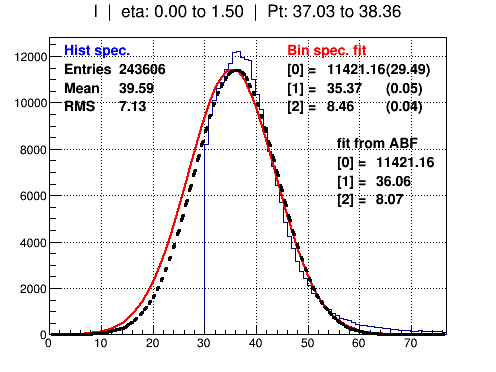 I | eta: 0.00 to 1.50 | Pt: 37.03 to 38.36
Hist spec.
Entries 243606
Mean 39.59
RMS 7.13
Bin spec. fit
[0] = 11421.16(29.49)
[1] = 35.37 (0.05)
[2] = 8.46 (0.04)
fit from ABF
[0] = 11421.16
[1] = 36.06
[2] = 8.07
12000
10000
8000
6000
4000
2000
0
0 10 20 30 40 50 60 70